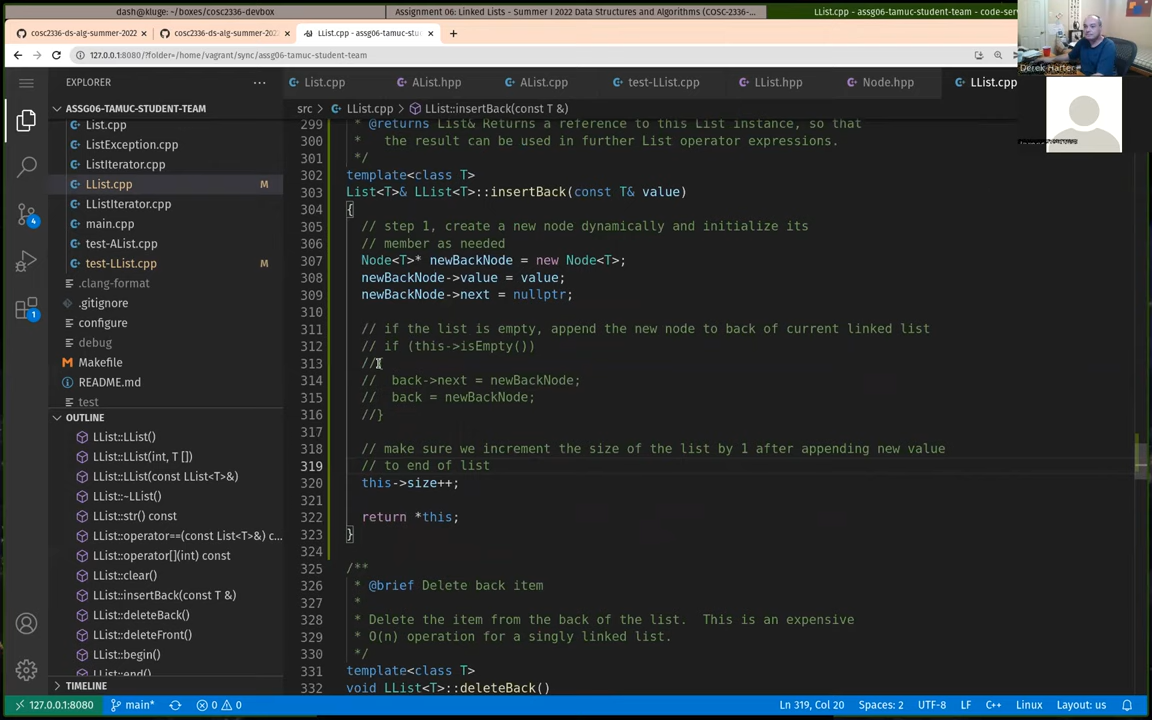 dash@kluge: ~/boxes/cosc2336-devbox
Assignment 06: Linked Lists - Summer I 2022 Data Structures and Algorithms (COSC-2336-...
LList.cpp - assg06-tamuc-student-team - code-serv
cosc2336-ds-alg-summer-2022
cosc2336-ds-alg-summer-202
LList.cpp - assg06-tamuc-stu
127.0.0.1:8080/?folder=/home/vagrant/sync/assg06-tamuc-student-team
Derek Harter
EXPLORER
List.cpp
AList.hpp
AList.cpp
test-LList.cpp
LList.hpp
Node.hpp
LList.cpp
ASSG06-TAMUC-STUDENT-TEAM
src > LList.cpp > LList::insertBack(const T &)
List.cpp
ListException.cpp
ListIterator.cpp
LList.cpp M
LListIterator.cpp
main.cpp
test-AList.cpp
test-LList.cpp M
.clang-format
.gitignore
configure
debug
Makefile
README.md
test
OUTLINE
LList::LList()
LList::LList(int, T [])
LList::LList(const LList<T>&)
LList::~LList()
LList::str() const
LList::operator==(const List<T>&) c...
LList::operator[](int) const
LList::clear()
LList::insertBack(const T &)
LList::deleteBack()
LList::deleteFront()
LList::begin()
LList::end()
TIMELINE
4
1
299 * @returns List& Returns a reference to this List instance, so that
300 * the result can be used in further List operator expressions.
301 */
302 template<class T>
303 List<T>& LList<T>::insertBack(const T& value)
304 {
305 // step 1, create a new node dynamically and initialize its
306 // member as needed
307 Node<T>* newBackNode = new Node<T>;
308 newBackNode->value = value;
309 newBackNode->next = nullptr;
310
311 // if the list is empty, append the new node to back of current linked list
312 // if (this->isEmpty())
313 //{
314 // back->next = newBackNode;
315 // back = newBackNode;
316 //}
317
318 // make sure we increment the size of the list by 1 after appending new value
319 // to end of list
320 this->size++;
321
322 return *this;
323 }
324
325 /**
326 * @brief Delete back item
327 *
328 * Delete the item from the back of the list. This is an expensive
329 * O(n) operation for a singly linked list.
330 */
331 template<class T>
332 void LList<T>::deleteBack()
127.0.0.1:8080
main*
0 0
Ln 319, Col 20
Spaces: 2
UTF-8
LF
C++
Linux
Layout: us